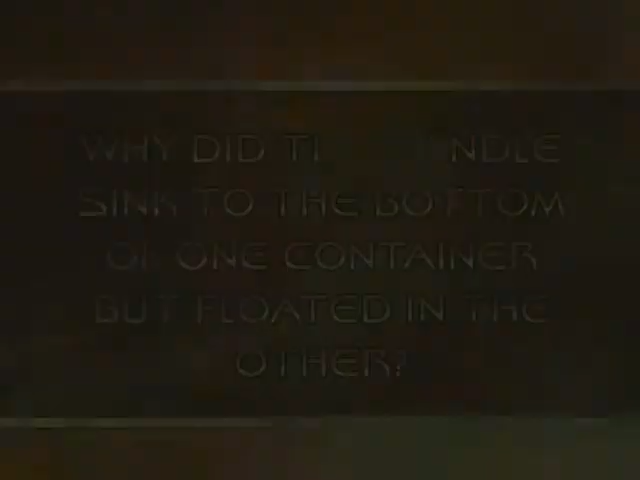 WHY DID
SINK TO THE BOTTOM
OF ONE CONTAINER
BUT FLOATED IN THE
OTHER?